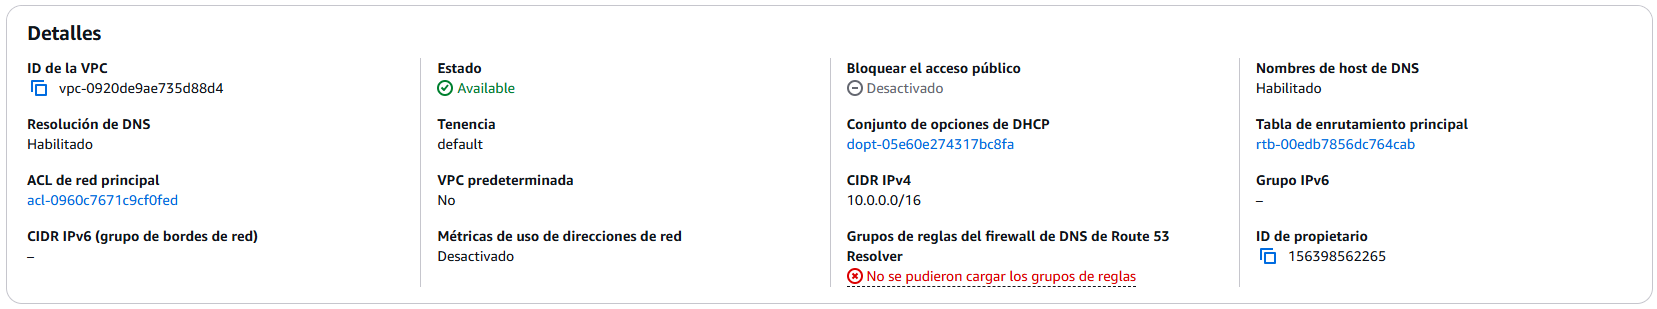 Detalles
ID de la VPC
vpc-0920de9ae735d88d4
Estado
Available
Bloquear el acceso público
Desactivado
Nombres de host de DNS
Habilitado
Resolución de DNS
Habilitado
Tenencia
default
Conjunto de opciones de DHCP
dopt-05e60e274317bc8fa
Tabla de enrutamiento principal
rtb-00edb7856dc764cab
ACL de red principal
acl-0960c7671c9cf0fed
VPC predeterminada
No
CIDR IPv4
10.0.0.0/16
Grupo IPv6
–
CIDR IPv6 (grupo de bordes de red)
–
Métricas de uso de direcciones de red
Desactivado
Grupos de reglas del firewall de DNS de Route 53
Resolver
No se pudieron cargar los grupos de reglas
ID de propietario
156398562265